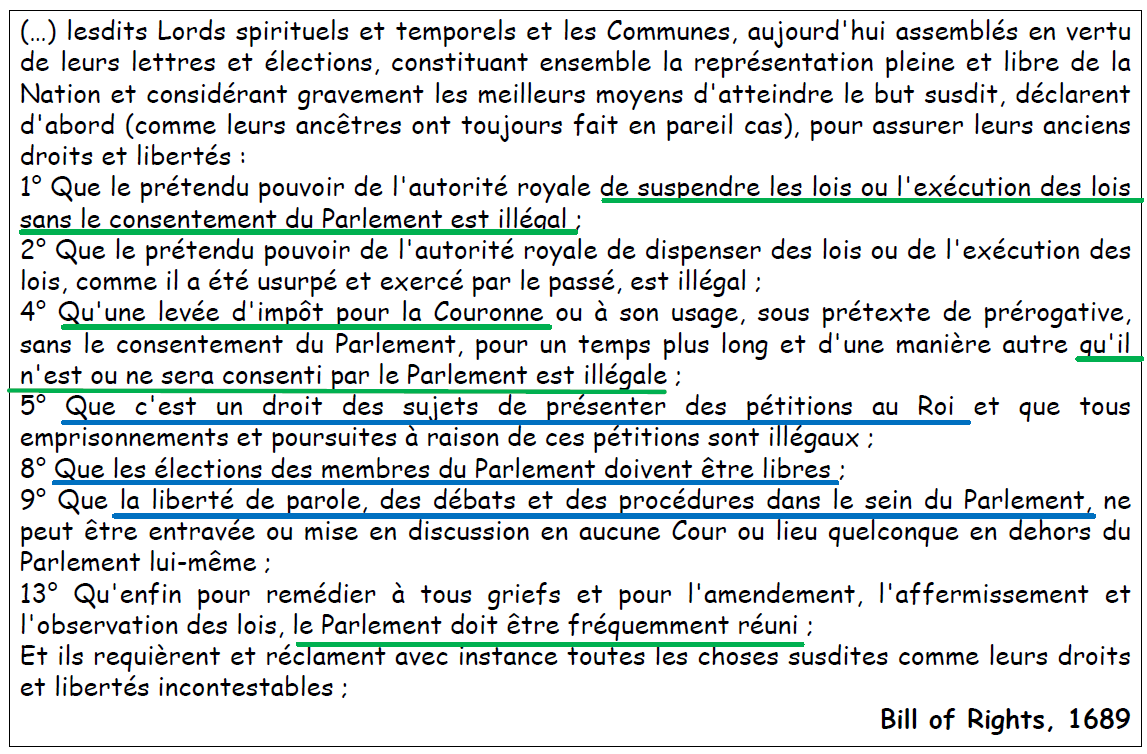 (…) lesdits Lords spirituels et temporels et les Communes, aujourd'hui assemblés en vertu
de leurs lettres et élections, constituant ensemble la représentation pleine et libre de la
Nation et considérant gravement les meilleurs moyens d'atteindre le but susdit, déclarent
d'abord (comme leurs ancêtres ont toujours fait en pareil cas), pour assurer leurs anciens
droits et libertés :
1° Que le prétendu pouvoir de l'autorité royale de suspendre les lois ou l'exécution des lois
sans le consentement du Parlement est illégal ;
2° Que le prétendu pouvoir de l'autorité royale de dispenser des lois ou de l'exécution des
lois, comme il a été usurpé et exercé par le passé, est illégal ;
4° Qu'une levée d'impôt pour la Couronne ou à son usage, sous prétexte de prérogative,
sans le consentement du Parlement, pour un temps plus long et d'une manière autre qu'il
n'est ou ne sera consenti par le Parlement est illégale ;
5° Que c'est un droit des sujets de présenter des pétitions au Roi et que tous
emprisonnements et poursuites à raison de ces pétitions sont illégaux ;
8° Que les élections des membres du Parlement doivent être libres ;
9° Que la liberté de parole, des débats et des procédures dans le sein du Parlement, ne
peut être entravée ou mise en discussion en aucune Cour ou lieu quelconque en dehors du
Parlement lui-même ;
13° Qu'enfin pour remédier à tous griefs et pour l'amendement, l'affermissement et
l'observation des lois, le Parlement doit être fréquemment réuni ;
Et ils requièrent et réclament avec instance toutes les choses susdites comme leurs droits
et libertés incontestables ;
Bill of Rights, 1689